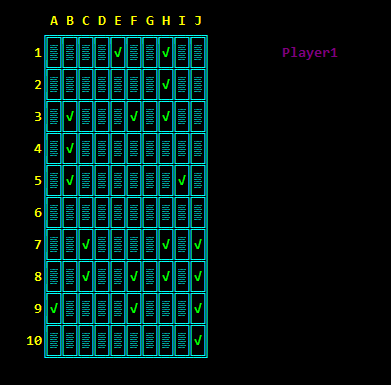 A B C D E F G H I J
1 √ √ Player1
2 √
3 √ √ √
4 √
5 √ √
6
7 √ √ √
8 √ √ √ √
9 √ √ √
10 √